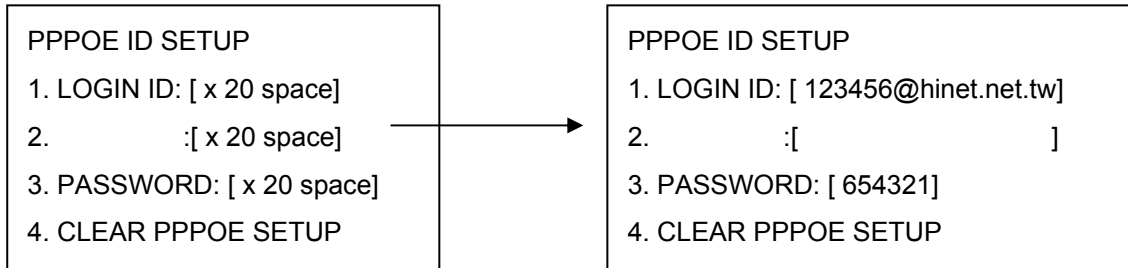 PPPOE ID SETUP
1. LOGIN ID: [ x 20 space]
2. :[ x 20 space]
3. PASSWORD: [ x 20 space]
4. CLEAR PPPOE SETUP
PPPOE ID SETUP
1. LOGIN ID: [ 123456@hinet.net.tw]
2. :[ ]
3. PASSWORD: [ 654321]
4. CLEAR PPPOE SETUP